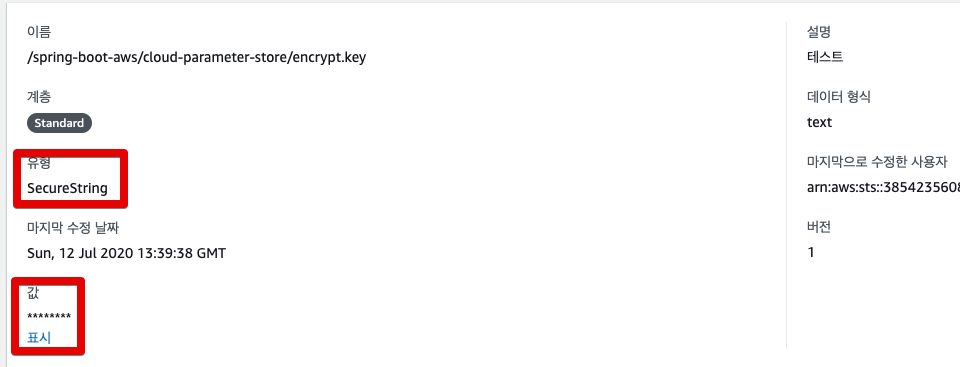 이름
/spring-boot-aws/cloud-parameter-store/encrypt.key
계층
Standard
유형
SecureString
마지막 수정 날짜
Sun, 12 Jul 2020 13:39:38 GMT
값
********
표시
설명
테스트
데이터 형식
text
마지막으로 수정한 사용자
arn:aws:sts::385423560
버전
1